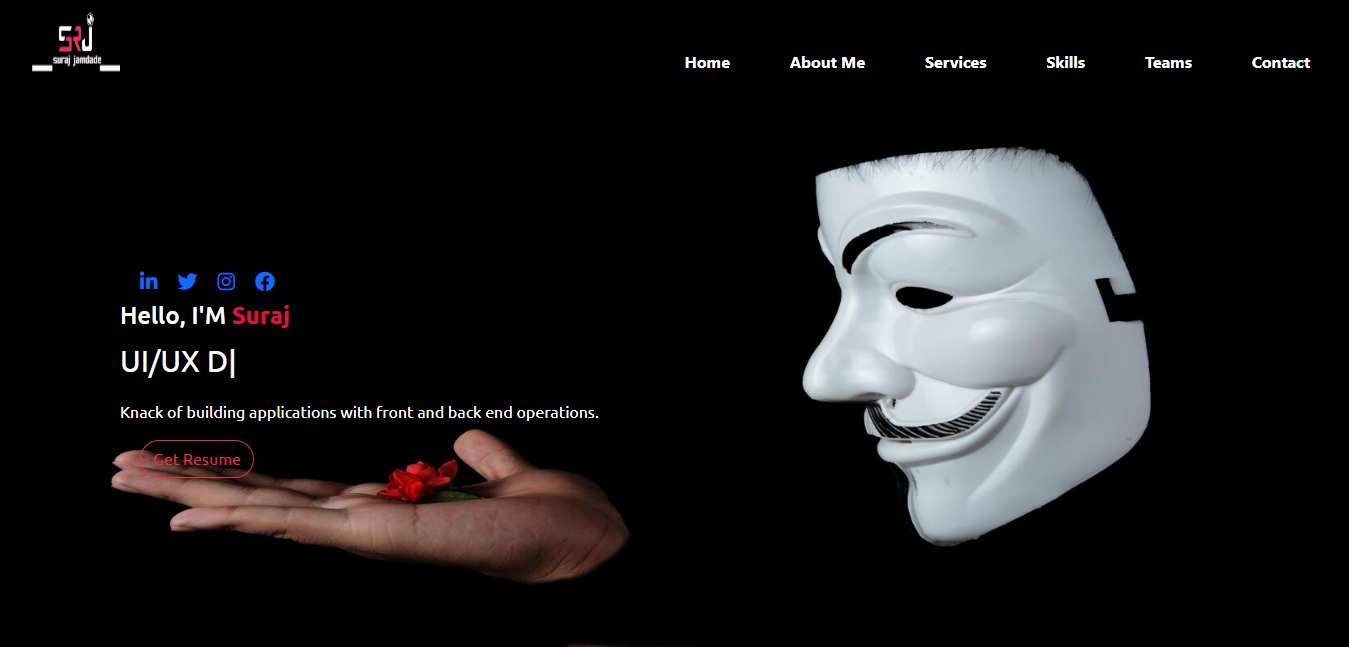 SRJ
suraj jamdade
Home About Me Services Skills Teams Contact
Hello, I'M Suraj
UI/UX D|
Knack of building applications with front and back end operations.
Get Resume